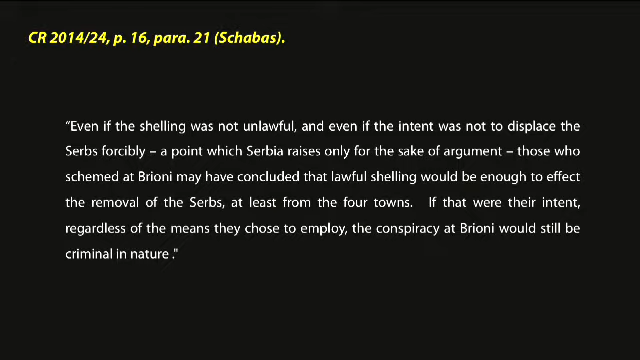 CR 2014/24, p. 16, para. 21 (Schabas).
“Even if the shelling was not unlawful, and even if the intent was not to displace the
Serbs forcibly – a point which Serbia raises only for the sake of argument – those who
schemed at Brioni may have concluded that lawful shelling would be enough to effect
the removal of the Serbs, at least from the four towns. If that were their intent,
regardless of the means they chose to employ, the conspiracy at Brioni would still be
criminal in nature ."